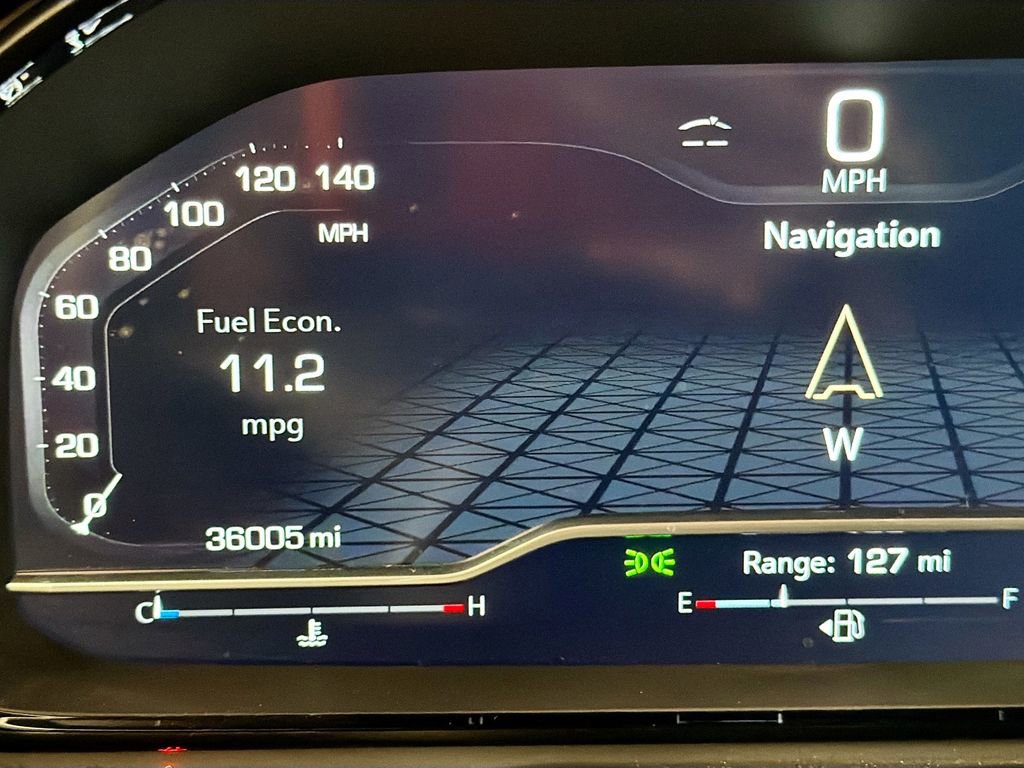 0
MPH
120 140
100
MPH
80
Navigation
60
Fuel Econ.
11.2
40
mpg
W
20
0
36005 mi
Range: 127 mi
C H
E F